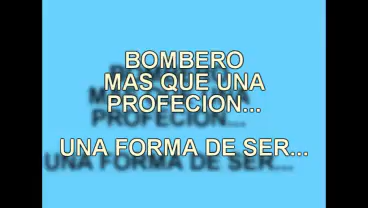 BOMBERO
MAS QUE UNA
PROFECION...
UNA FORMA DE SER...